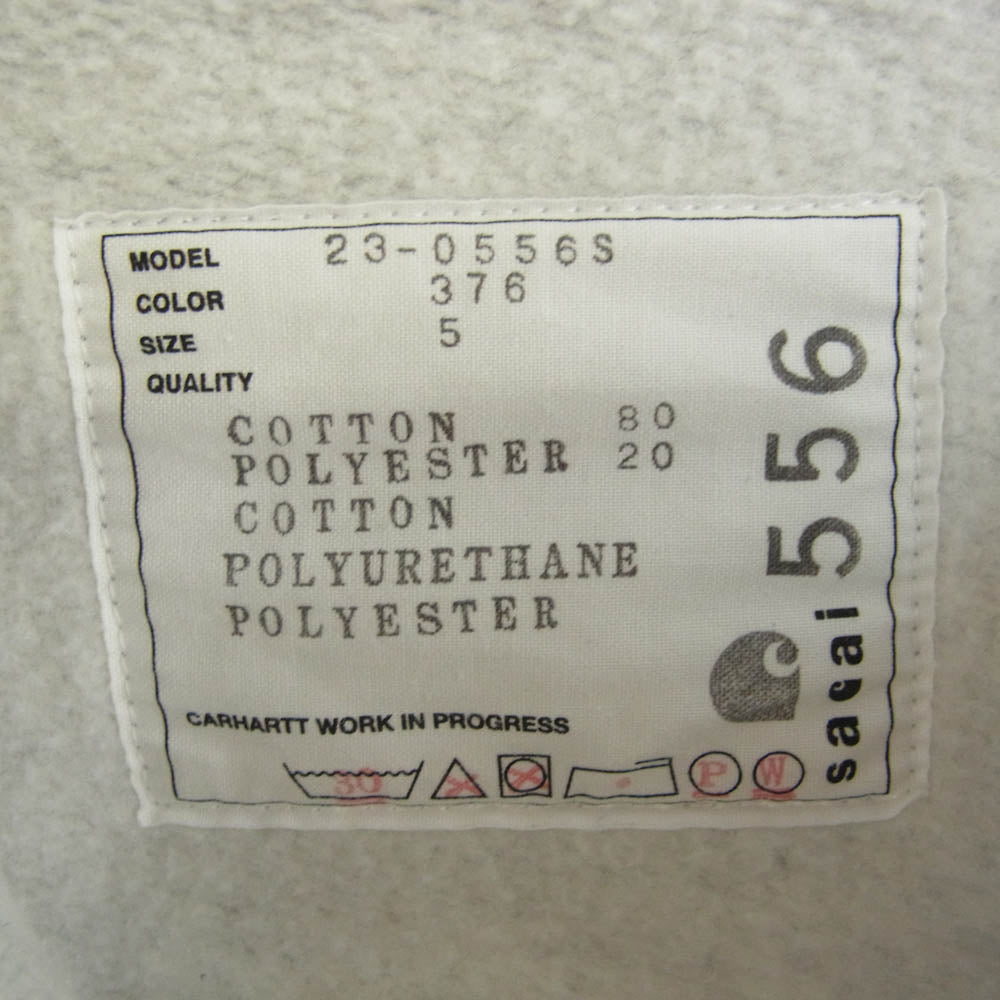 MODEL 23-0556S
COLOR 376
SIZE 5
QUALITY
COTTON 80
POLYESTER 20
COTTON
POLYURETHANE
POLYESTER
CARHARTT WORK IN PROGRESS
30 P W
sacai 556